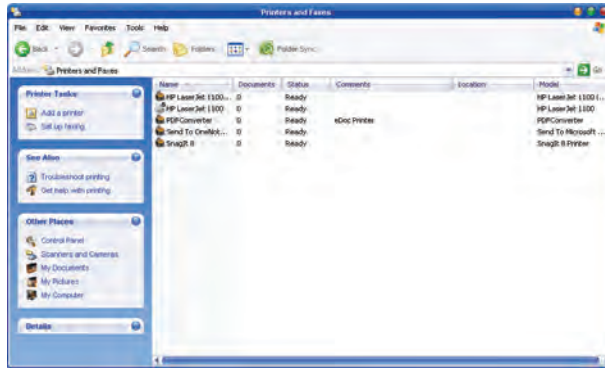 Printers and Faxes
File Edit View Favorites Tools Help
Back Search Folders Folder Sync
Address Printers and Faxes Go
Name Documents Status Comments Location Model
HP LaserJet 1100... 0 Ready HP LaserJet 1100 (...
HP LaserJet 1100 0 Ready HP LaserJet 1100
PDFConverter 0 Ready eDoc Printer PDFConverter
Send To OneNot... 0 Ready Send To Microsoft ...
SnagIt 8 0 Ready SnagIt 8 Printer
Printer Tasks
Add a printer
Set up faxing
See Also
Troubleshoot printing
Get help with printing
Other Places
Control Panel
Scanners and Cameras
My Documents
My Pictures
My Computer
Details